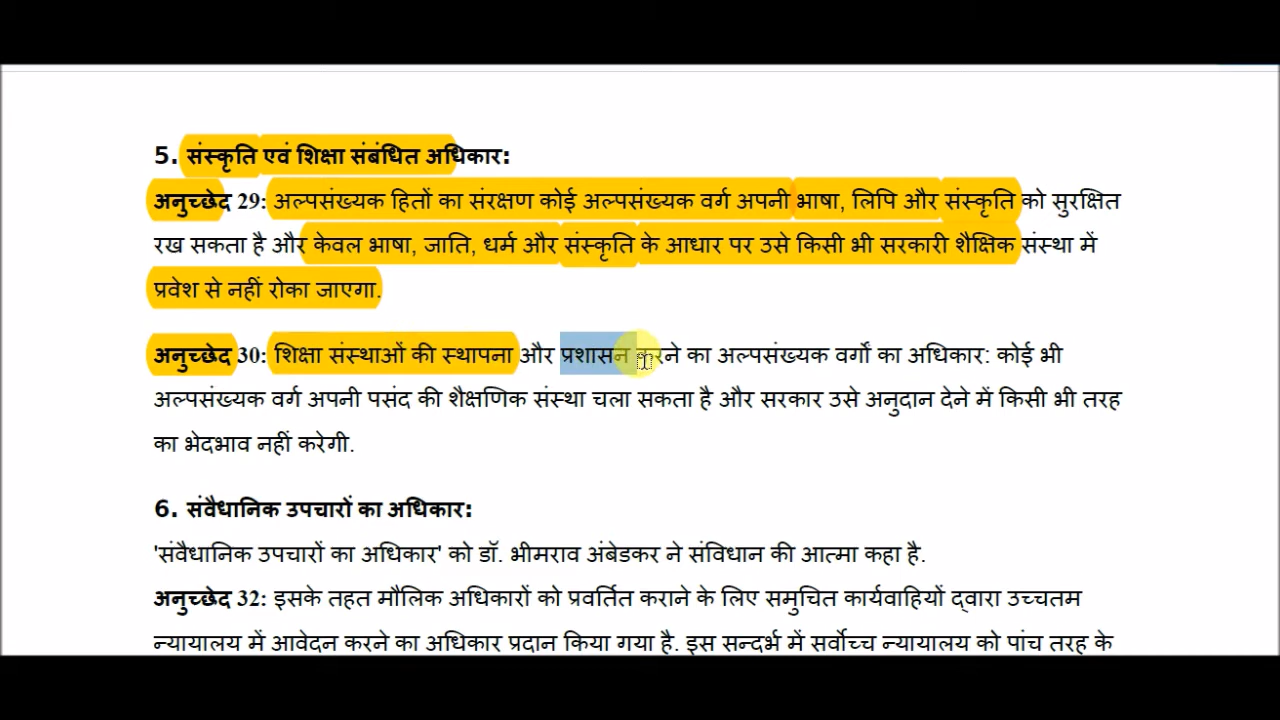 5. संस्कृति एवं शिक्षा संबंधित अधिकार:
अनुच्छेद 29: अल्पसंख्यक हितों का संरक्षण कोई अल्पसंख्यक वर्ग अपनी भाषा, लिपि और संस्कृति को सुरक्षित
रख सकता है और केवल भाषा, जाति, धर्म और संस्कृति के आधार पर उसे किसी भी सरकारी शैक्षिक संस्था में
प्रवेश से नहीं रोका जाएगा.
अनुच्छेद 30: शिक्षा संस्थाओं की स्थापना और प्रशासन करने का अल्पसंख्यक वर्गों का अधिकार: कोई भी
अल्पसंख्यक वर्ग अपनी पसंद की शैक्षणिक संस्था चला सकता है और सरकार उसे अनुदान देने में किसी भी तरह
का भेदभाव नहीं करेगी.
6. संवैधानिक उपचारों का अधिकार:
'संवैधानिक उपचारों का अधिकार' को डॉ. भीमराव अंबेडकर ने संविधान की आत्मा कहा है.
अनुच्छेद 32: इसके तहत मौलिक अधिकारों को प्रवर्तित कराने के लिए समुचित कार्यवाहियों द्वारा उच्चतम
न्यायालय में आवेदन करने का अधिकार प्रदान किया गया है. इस सन्दर्भ में सर्वोच्च न्यायालय को पांच तरह के